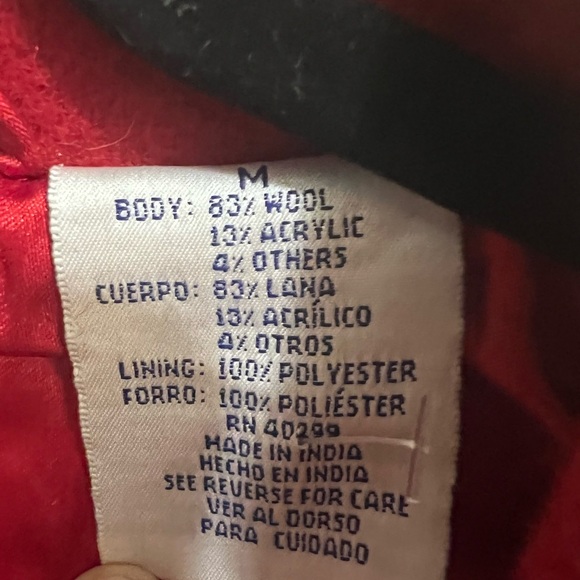 M
BODY: 83% WOOL
13% ACRYLIC
4% OTHERS
CUERPO: 83% LANA
13% ACRÍLICO
4% OTROS
LINING: 100% POLYESTER
FORRO: 100% POLIÉSTER
RN 40299
MADE IN INDIA
HECHO EN INDIA
SEE REVERSE FOR CARE
VER AL DORSO
PARA CUIDADO